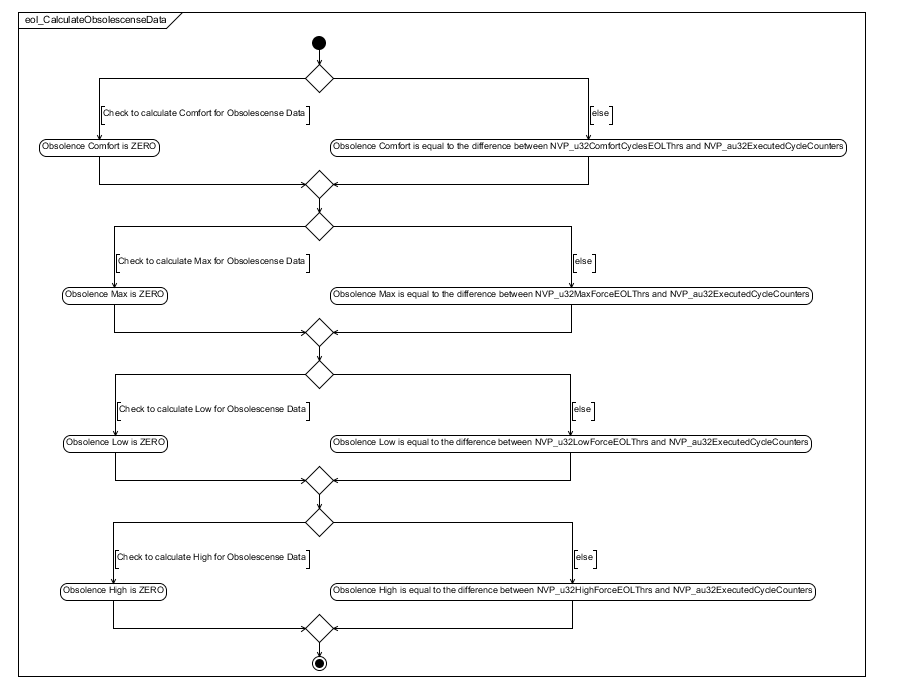 eol_CalculateObsolescenseData
[Check to calculate Comfort for Obsolescense Data]
[else]
Obsolence Comfort is ZERO
Obsolence Comfort is equal to the difference between NVP_u32ComfortCyclesEOLThrs and NVP_au32ExecutedCycleCounters
[Check to calculate Max for Obsolescense Data]
[else]
Obsolence Max is ZERO
Obsolence Max is equal to the difference between NVP_u32MaxForceEOLThrs and NVP_au32ExecutedCycleCounters
[Check to calculate Low for Obsolescense Data]
[else]
Obsolence Low is ZERO
Obsolence Low is equal to the difference between NVP_u32LowForceEOLThrs and NVP_au32ExecutedCycleCounters
[Check to calculate High for Obsolescense Data]
[else]
Obsolence High is ZERO
Obsolence High is equal to the difference between NVP_u32HighForceEOLThrs and NVP_au32ExecutedCycleCounters